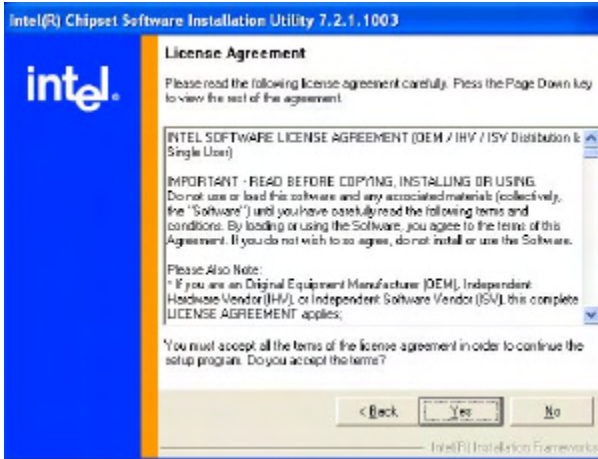 Intel(R) Chipset Software Installation Utility 7.2.1.1003
intel.
License Agreement
Please read the following license agreement carefully. Press the Page Down key
to view the rest of the agreement.
INTEL SOFTWARE LICENSE AGREEMENT (OEM / IHV / ISV Distribution &
Single User)
IMPORTANT - READ BEFORE COPYING, INSTALLING OR USING.
Do not use or load this software and any associated materials (collectively,
the "Software") until you have carefully read the following terms and
conditions. By loading or using the Software, you agree to the terms of this
Agreement. If you do not wish to so agree, do not install or use the Software.
Please Also Note:
* If you are an Original Equipment Manufacturer (OEM), Independent
Hardware Vendor (IHV), or Independent Software Vendor (ISV), this complete
LICENSE AGREEMENT applies;
You must accept all the terms of the license agreement in order to continue the
setup program. Do you accept the terms?
< Back
Yes
No
Intel(R) Installation Frameworks